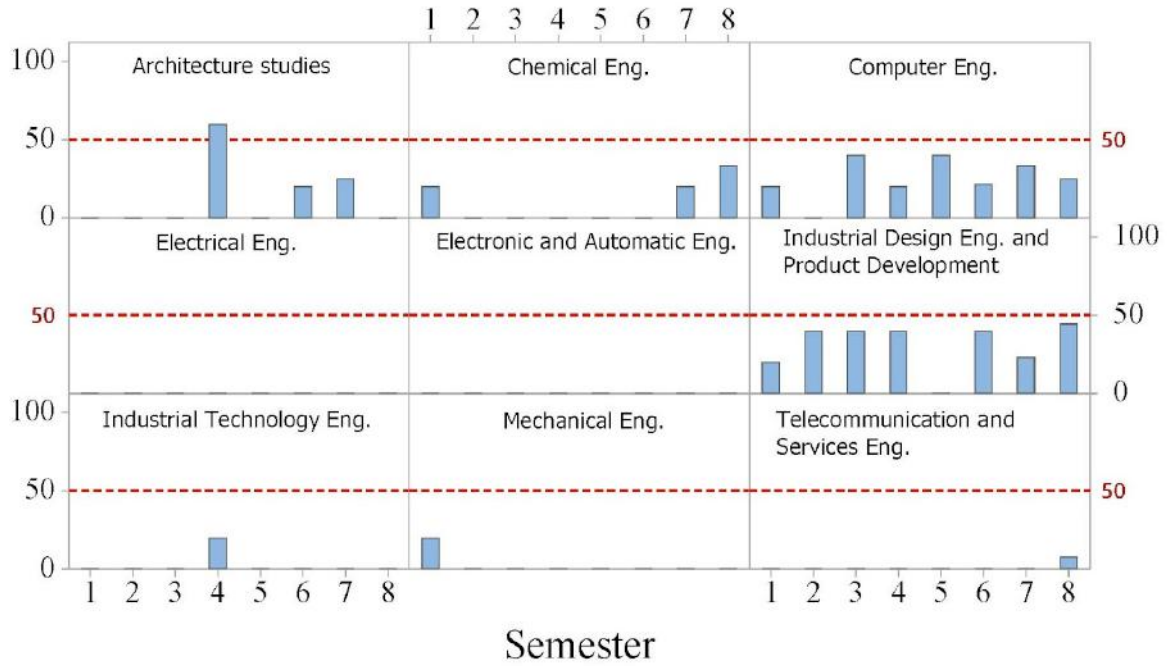 1 2 3 4 5 6 7 8
100
Architecture studies
Chemical Eng.
Computer Eng.
50
50
0
Electrical Eng.
Electronic and Automatic Eng.
Industrial Design Eng. and
Product Development
100
50
50
0
100
Industrial Technology Eng.
Mechanical Eng.
Telecommunication and
Services Eng.
50
50
0
1 2 3 4 5 6 7 8
1 2 3 4 5 6 7 8
Semester